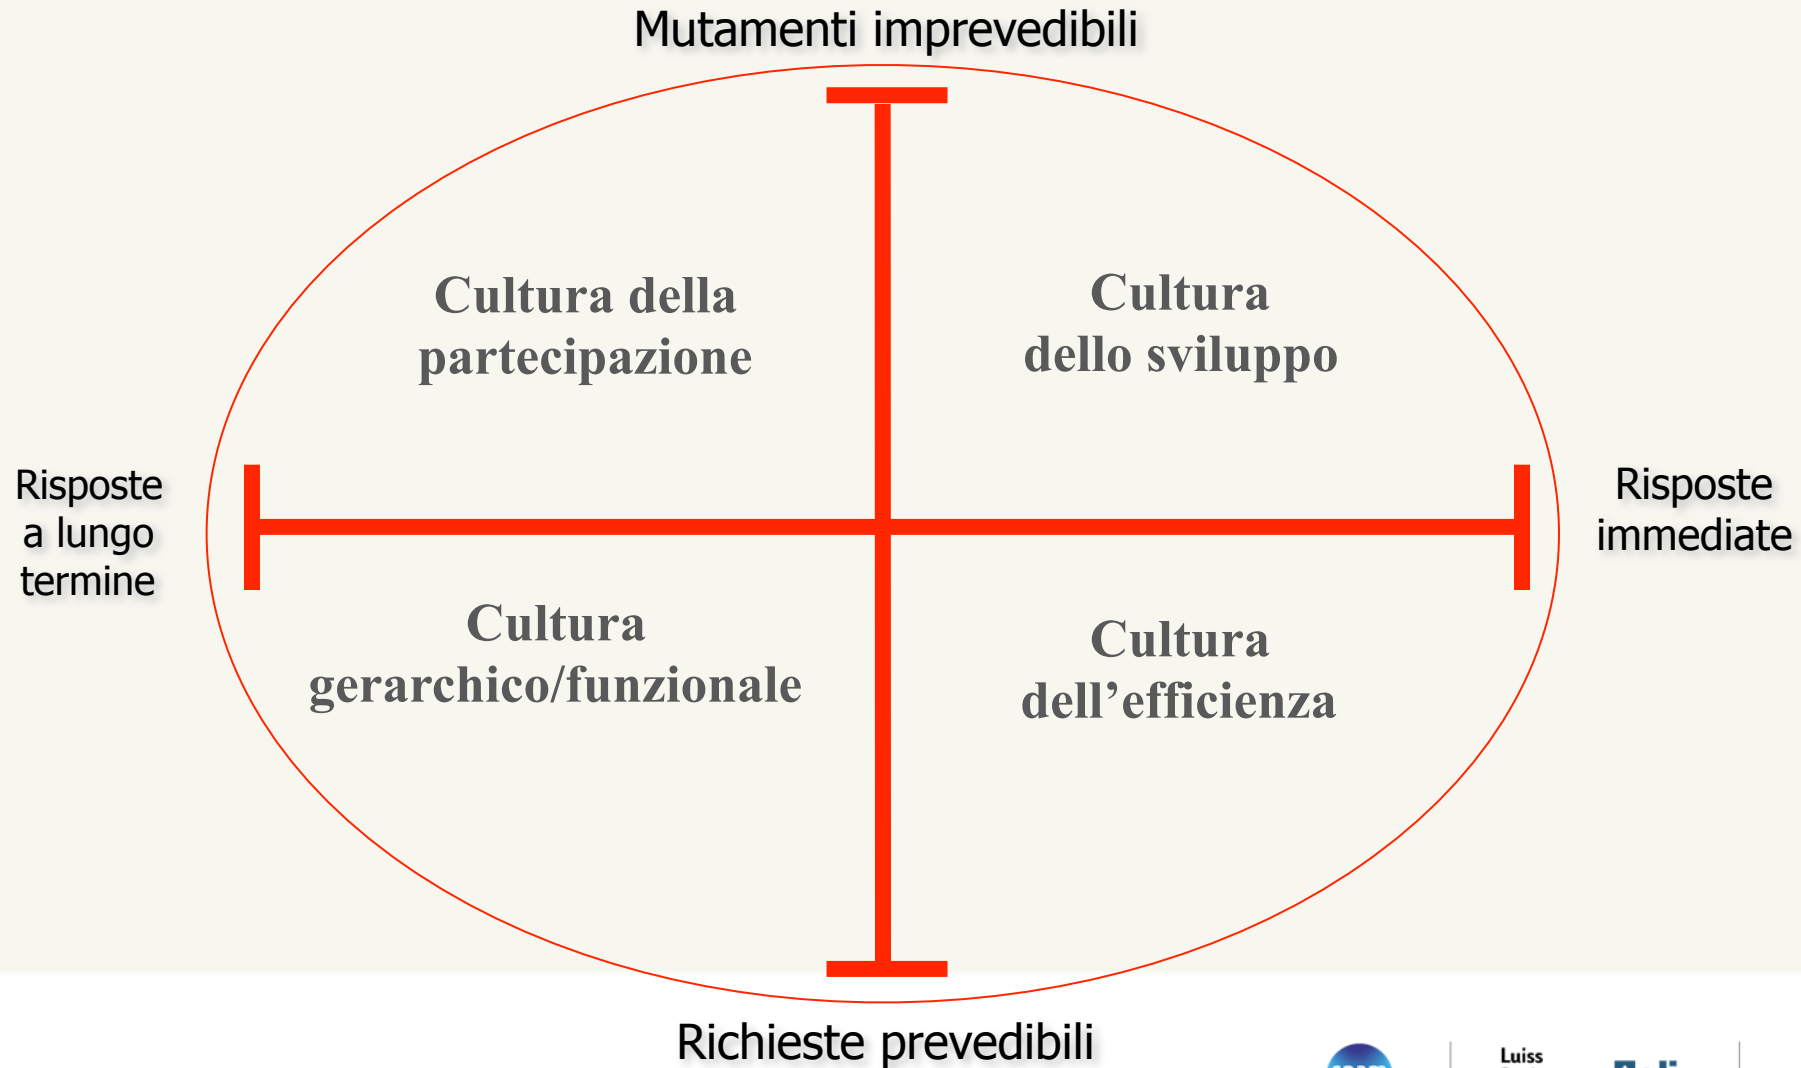 Mutamenti imprevedibili
Cultura della
partecipazione
Cultura
dello sviluppo
Risposte
a lungo
termine
Risposte
immediate
Cultura
gerarchico/funzionale
Cultura
dell’efficienza
Richieste prevedibili
Luiss